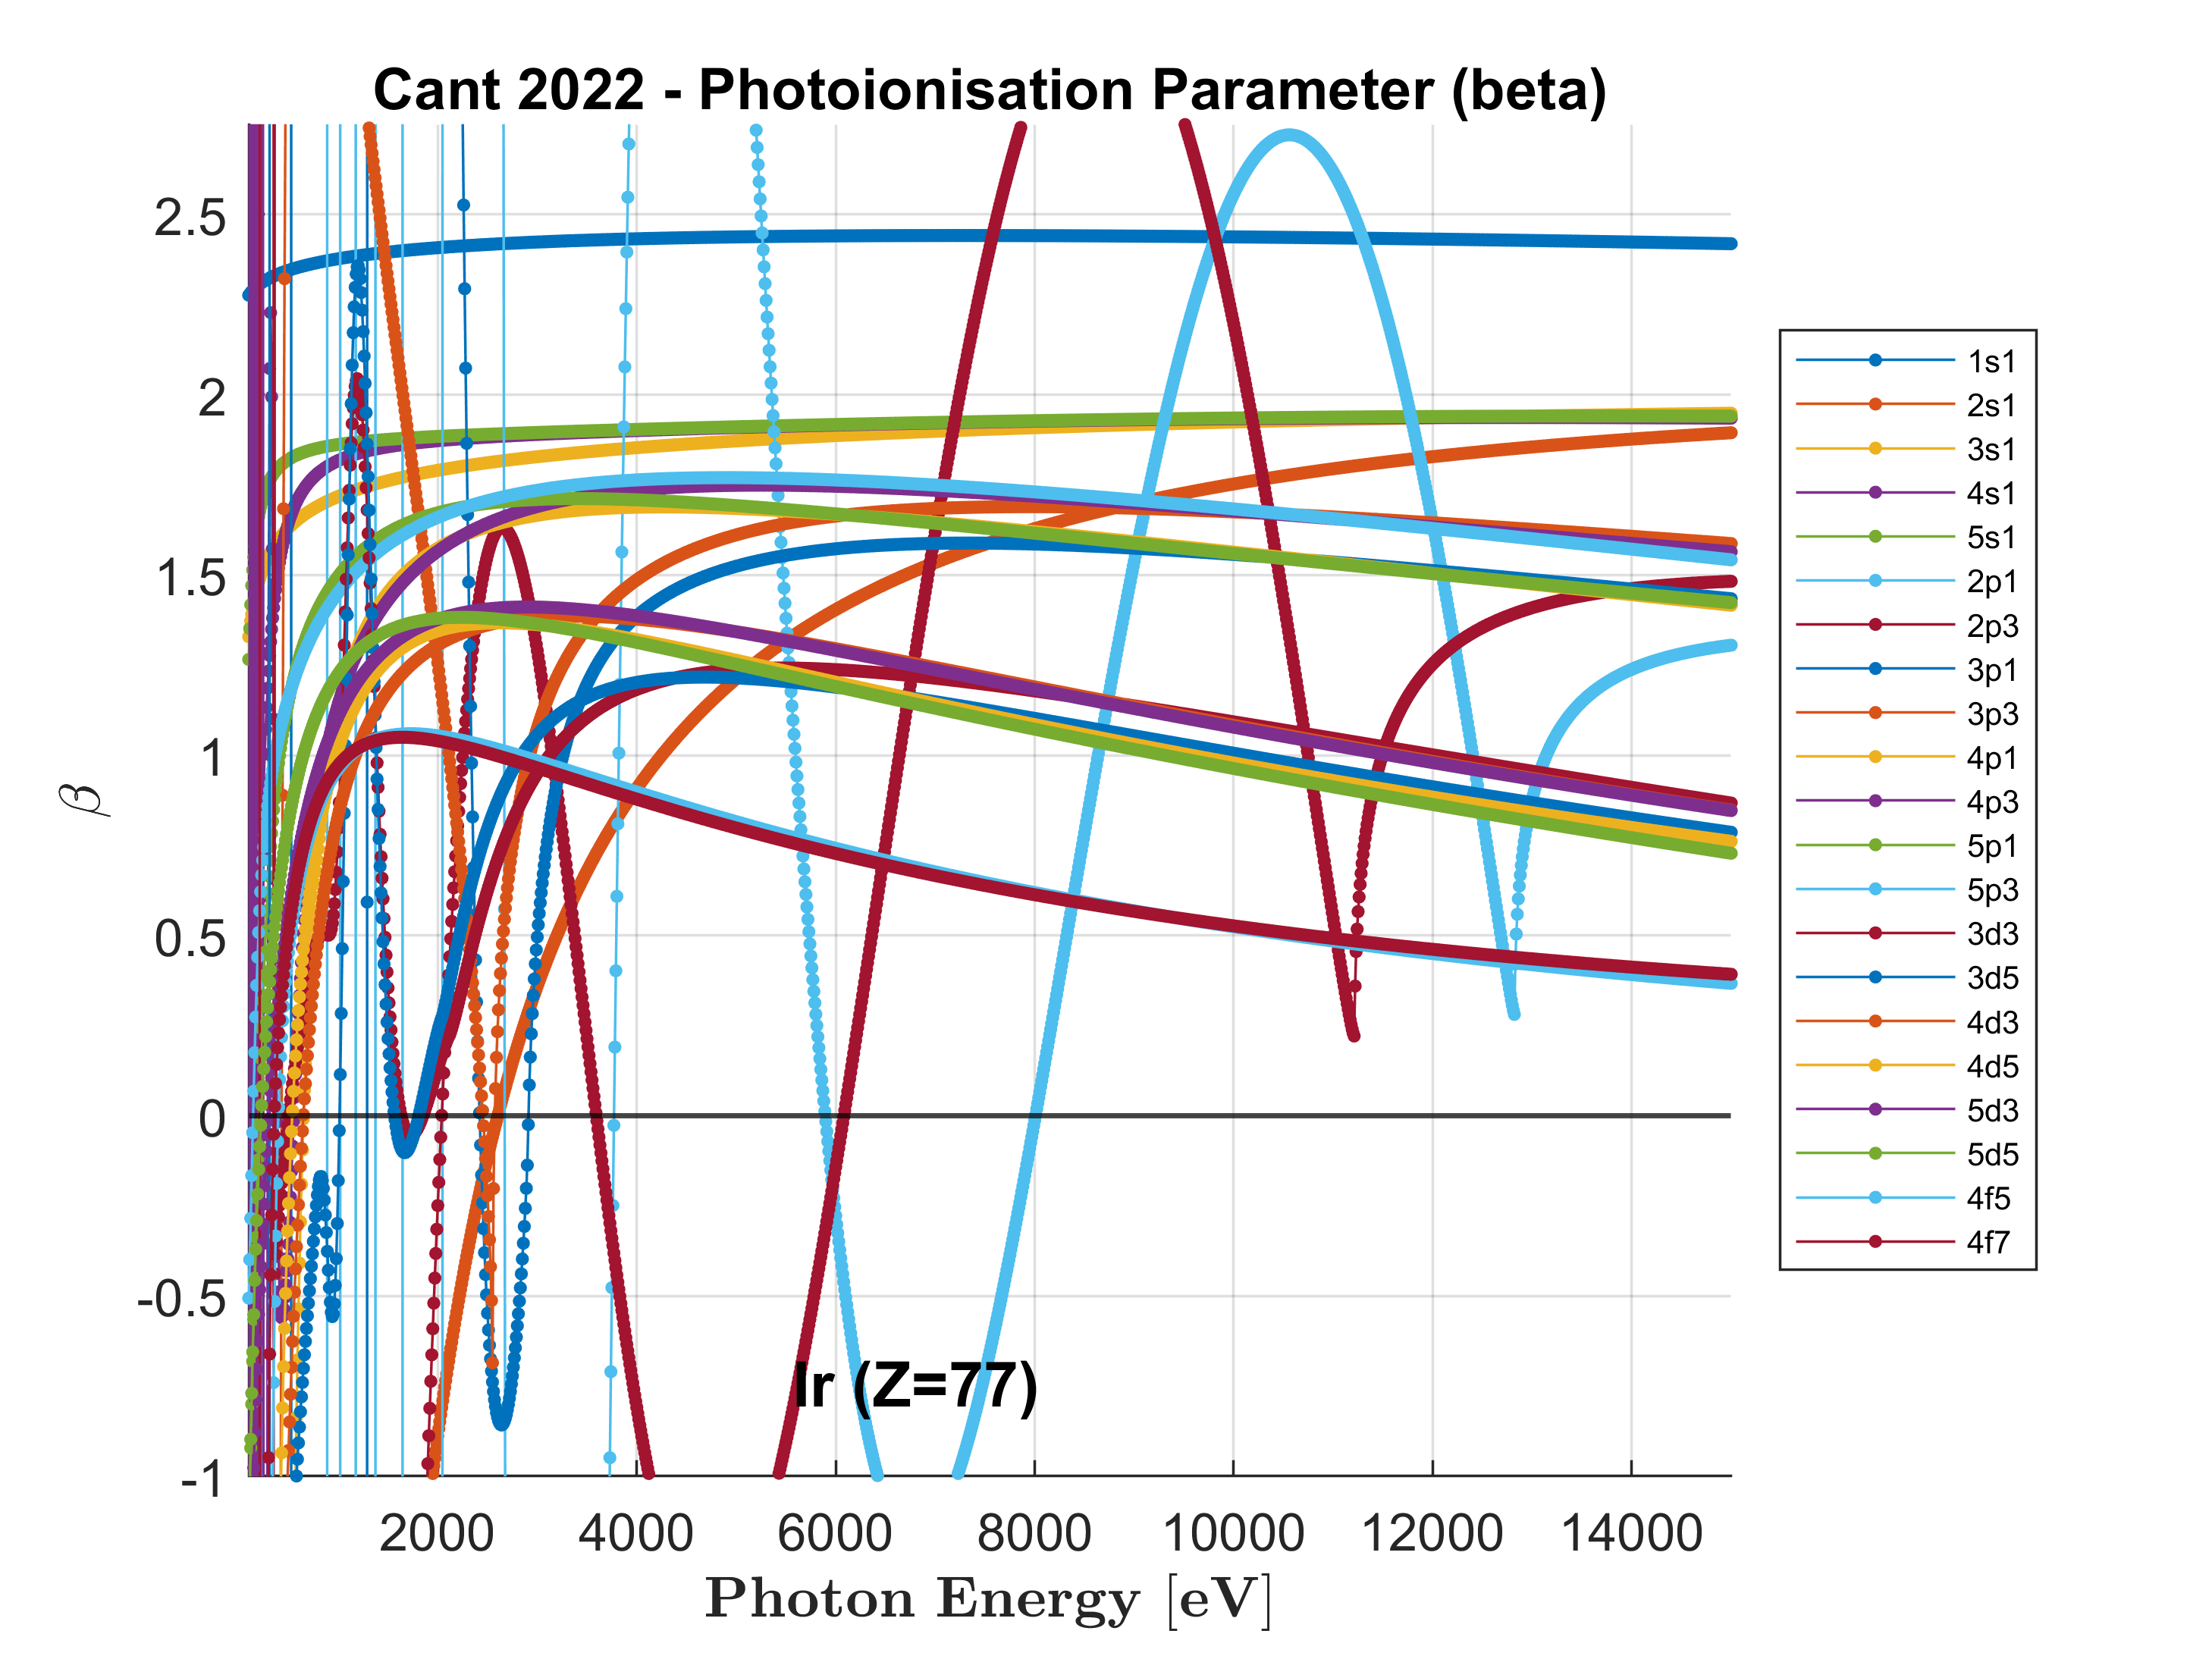 Cant 2022 - Photoionisation Parameter (beta)
2.5
2
1.5
1
0.5
0
-0.5
-1
β
Ir (Z=77)
2000 4000 6000 8000 10000 12000 14000
Photon Energy [eV]
1s1
2s1
3s1
4s1
5s1
2p1
2p3
3p1
3p3
4p1
4p3
5p1
5p3
3d3
3d5
4d3
4d5
5d3
5d5
4f5
4f7